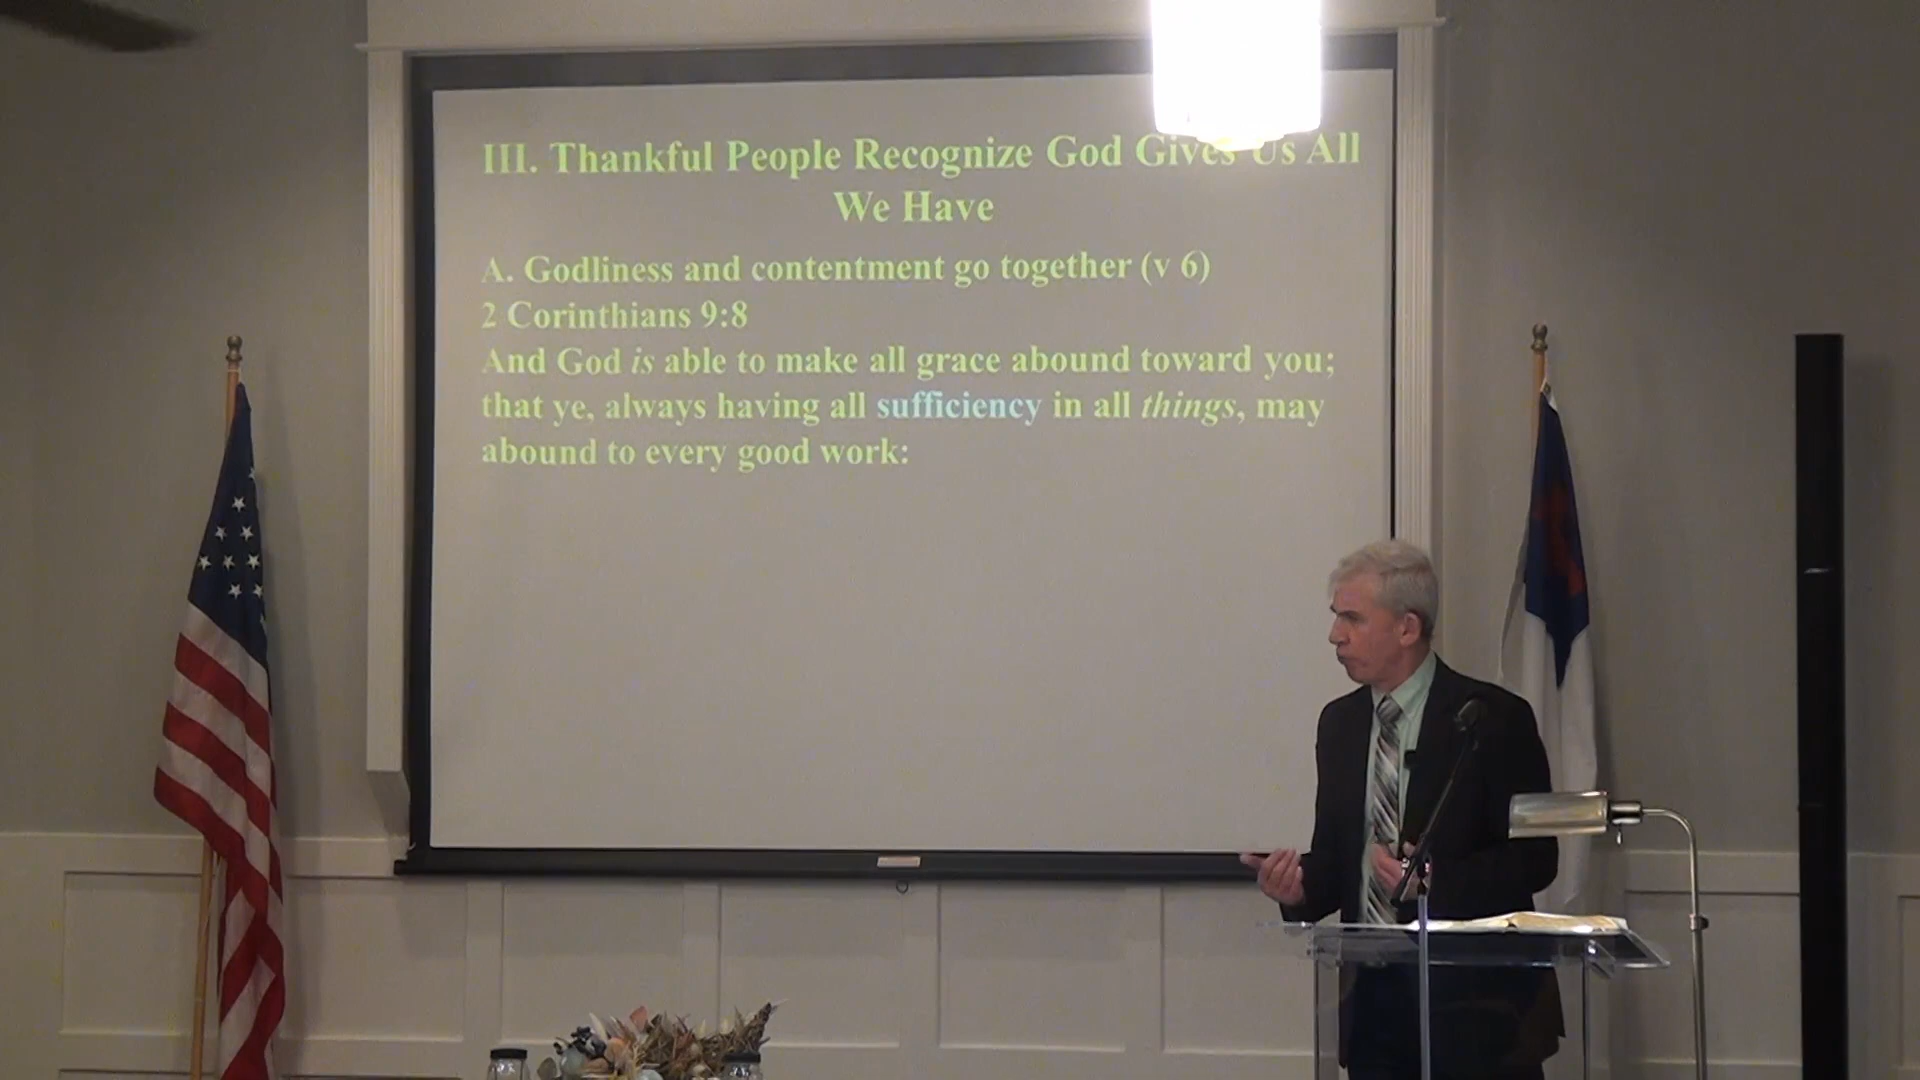 III. Thankful People Recognize God Gives Us All
We Have
A. Godliness and contentment go together (v 6)
2 Corinthians 9:8
And God is able to make all grace abound toward you;
that ye, always having all sufficiency in all things, may
abound to every good work: